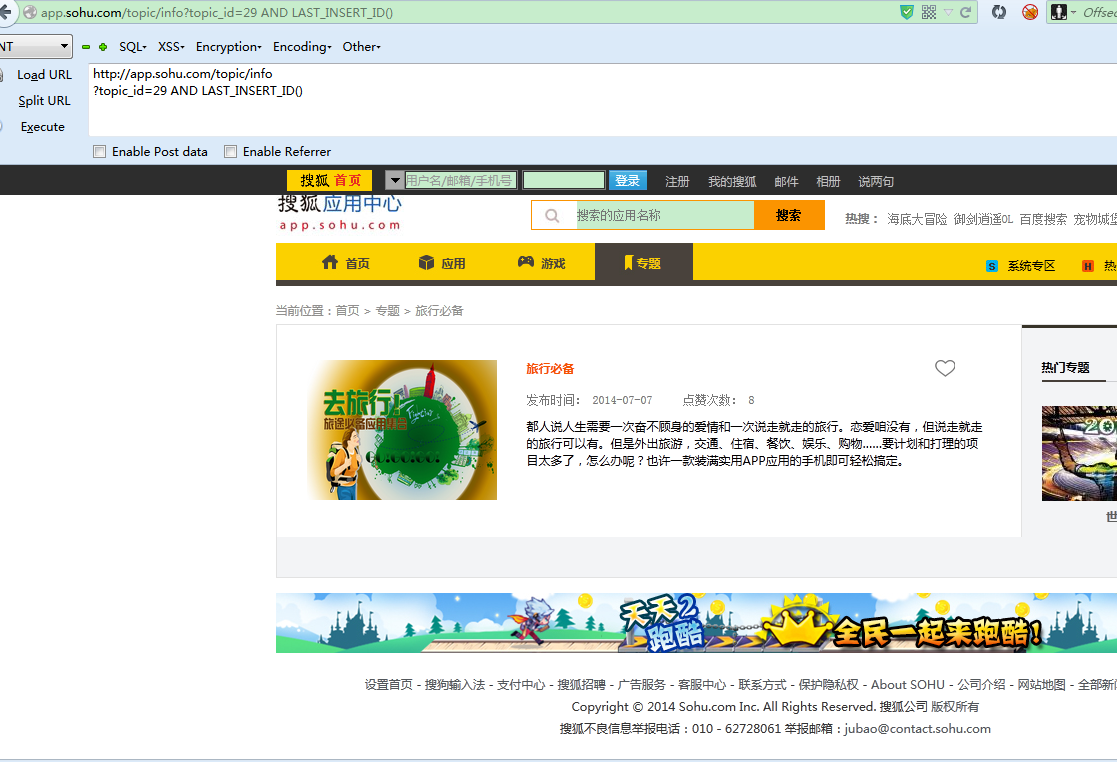 app.sohu.com/topic/info?topic_id=29 AND LAST_INSERT_ID()
Offsec
NT SQL XSS Encryption Encoding Other
Load URL
http://app.sohu.com/topic/info
?topic_id=29 AND LAST_INSERT_ID()
Split URL
Execute
Enable Post data Enable Referrer
搜狐 首页 用户名/邮箱/手机号 登录 注册 我的搜狐 邮件 相册 说两句
搜狐 应用中心
app.sohu.com
搜索的应用名称 搜索 热搜： 海底大冒险 御剑逍遥OL 百度搜索 宠物城堡
首页 应用 游戏 专题 S 系统专区 H 热
当前位置：首页 > 专题 > 旅行必备
旅行必备
发布时间： 2014-07-07 点赞次数： 8
都人说人生需要一次奋不顾身的爱情和一次说走就走的旅行。恋爱咱没有，但说走就走
的旅行可以有。但是外出旅游，交通、住宿、餐饮、娱乐、购物......要计划和打理的项
目太多了，怎么办呢？也许一款装满实用APP应用的手机即可轻松搞定。
去旅行!
GO.GO.GO!
热门专题
20
世
天天2
跑酷
全民一起来跑酷!
设置首页 - 搜狗输入法 - 支付中心 - 搜狐招聘 - 广告服务 - 客服中心 - 联系方式 - 保护隐私权 - About SOHU - 公司介绍 - 网站地图 - 全部新闻
Copyright © 2014 Sohu.com Inc. All Rights Reserved. 搜狐公司 版权所有
搜狐不良信息举报电话：010 - 62728061 举报邮箱：jubao@contact.sohu.com